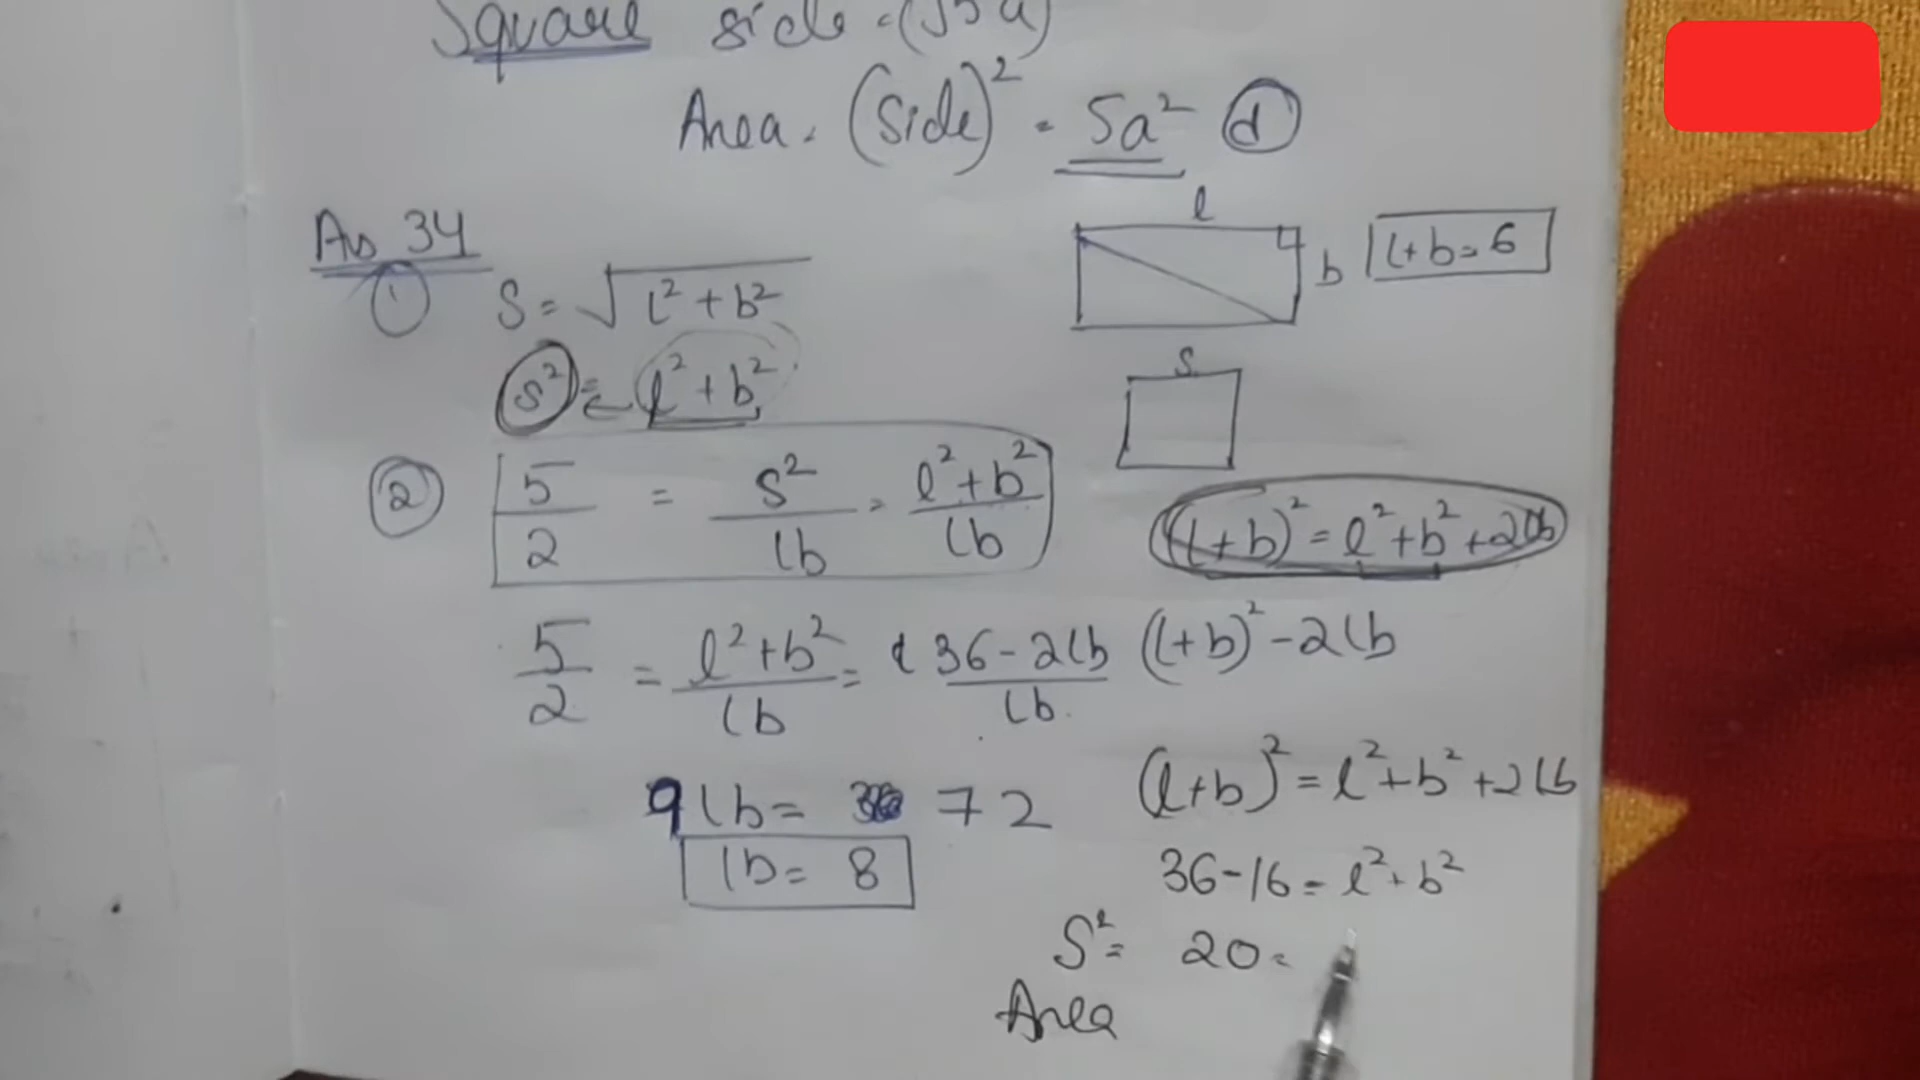 Square side = (√5 a)
Area = (Side)² = 5a² (d)
l
Ans 34
b
l+b=6
① S = √l² + b²
S
s² = l² + b²
② 5/2 = s²/lb = l²+b²/lb
(l+b)² = l²+b²+2lb
5/2 = l²+b²/lb = 36-2lb/lb (l+b)²-2lb
9lb = 72
(l+b)² = l²+b²+2lb
lb = 8
36-16 = l²+b²
S² = 20 =
Area